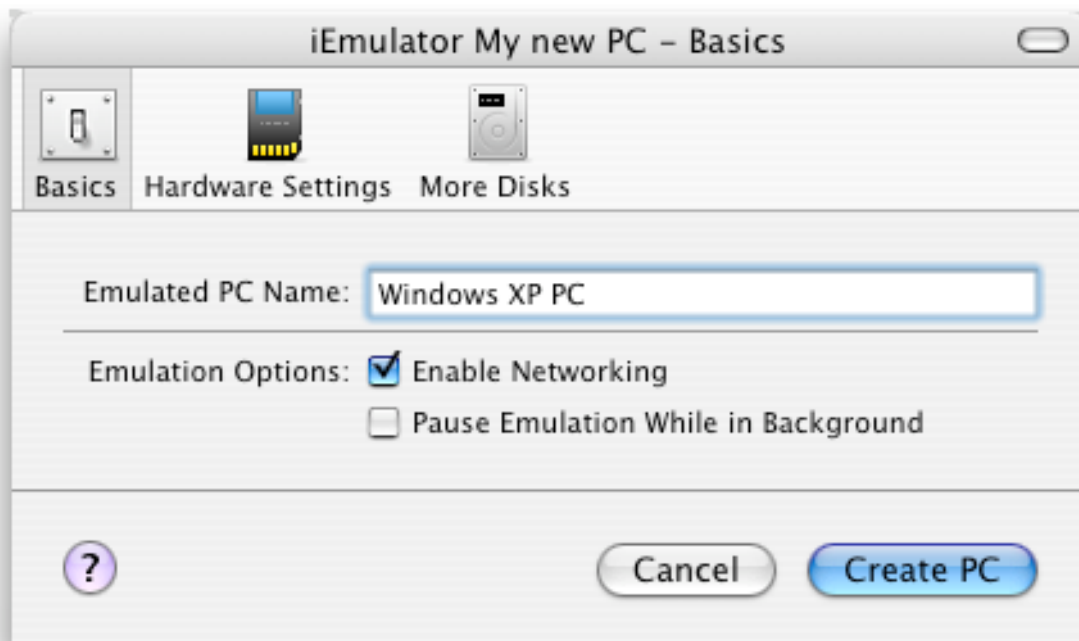 iEmulator My new PC – Basics
Basics
Hardware Settings
More Disks
Emulated PC Name: Windows XP PC
Emulation Options: Enable Networking
Pause Emulation While in Background
? Cancel Create PC